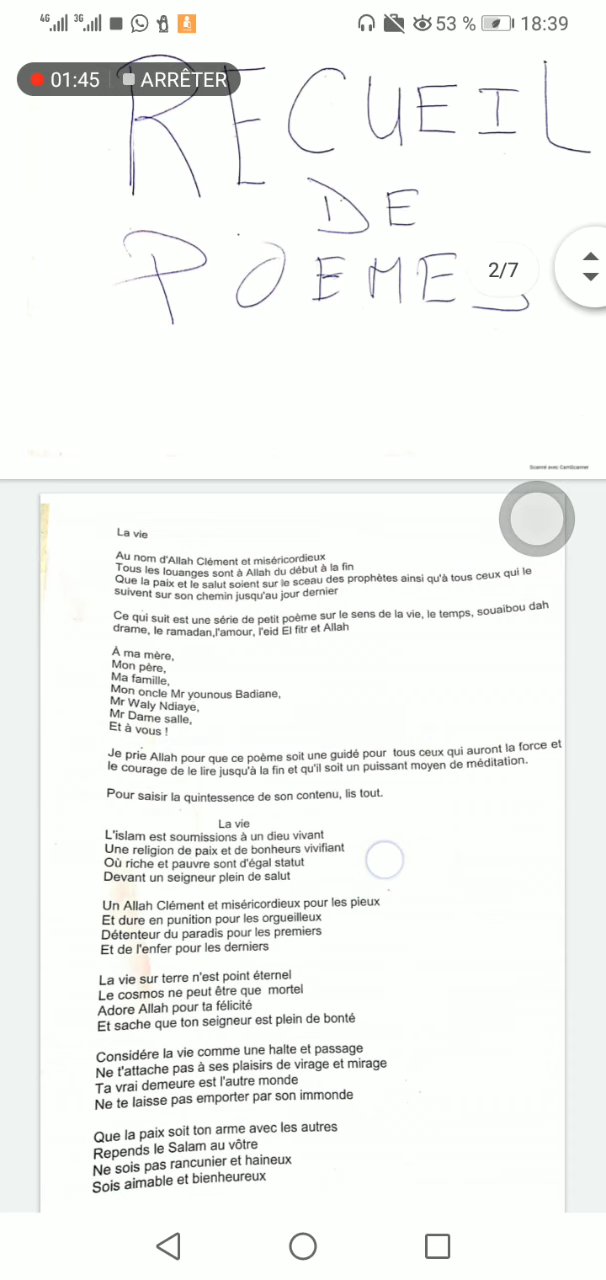 4G 3G 53 % 18:39
01:45 ARRÊTER
RECUEIL
DE
POEMES
2/7
Scanné avec CamScanner
La vie
Au nom d'Allah Clément et miséricordieux
Tous les louanges sont à Allah du début à la fin
Que la paix et le salut soient sur le sceau des prophètes ainsi qu'à tous ceux qui le
suivent sur son chemin jusqu'au jour dernier
Ce qui suit est une série de petit poème sur le sens de la vie, le temps, souaibou dah
drame, le ramadan,l'amour, l'eid El fitr et Allah
À ma mère,
Mon père,
Ma famille,
Mon oncle Mr younous Badiane,
Mr Waly Ndiaye,
Mr Dame salle,
Et à vous !
Je prie Allah pour que ce poème soit une guidé pour tous ceux qui auront la force et
le courage de le lire jusqu'à la fin et qu'il soit un puissant moyen de méditation.
Pour saisir la quintessence de son contenu, lis tout.
La vie
L'islam est soumissions à un dieu vivant
Une religion de paix et de bonheurs vivifiant
Où riche et pauvre sont d'égal statut
Devant un seigneur plein de salut
Un Allah Clément et miséricordieux pour les pieux
Et dure en punition pour les orgueilleux
Détenteur du paradis pour les premiers
Et de l'enfer pour les derniers
La vie sur terre n'est point éternel
Le cosmos ne peut être que mortel
Adore Allah pour ta félicité
Et sache que ton seigneur est plein de bonté
Considére la vie comme une halte et passage
Ne t'attache pas à ses plaisirs de virage et mirage
Ta vrai demeure est l'autre monde
Ne te laisse pas emporter par son immonde
Que la paix soit ton arme avec les autres
Repends le Salam au vôtre
Ne sois pas rancunier et haineux
Sois aimable et bienheureux